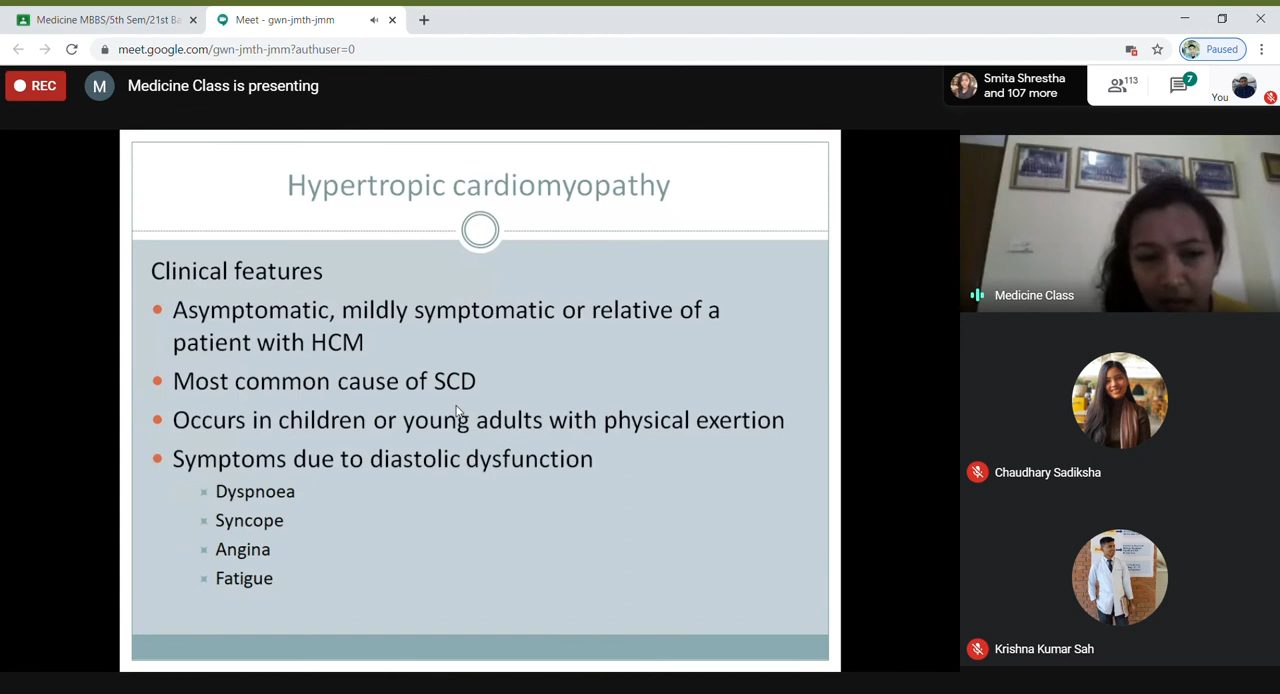 Medicine MBBS/5th Sem/21st Ba
Meet - gwn-jmth-jmm
meet.google.com/gwn-jmth-jmm?authuser=0
Paused
REC
M
Medicine Class is presenting
Smita Shrestha
and 107 more
113
7
You
Hypertropic cardiomyopathy
Clinical features
Asymptomatic, mildly symptomatic or relative of a
patient with HCM
Most common cause of SCD
Occurs in children or young adults with physical exertion
Symptoms due to diastolic dysfunction
Dyspnoea
Syncope
Angina
Fatigue
Medicine Class
Chaudhary Sadiksha
Krishna Kumar Sah